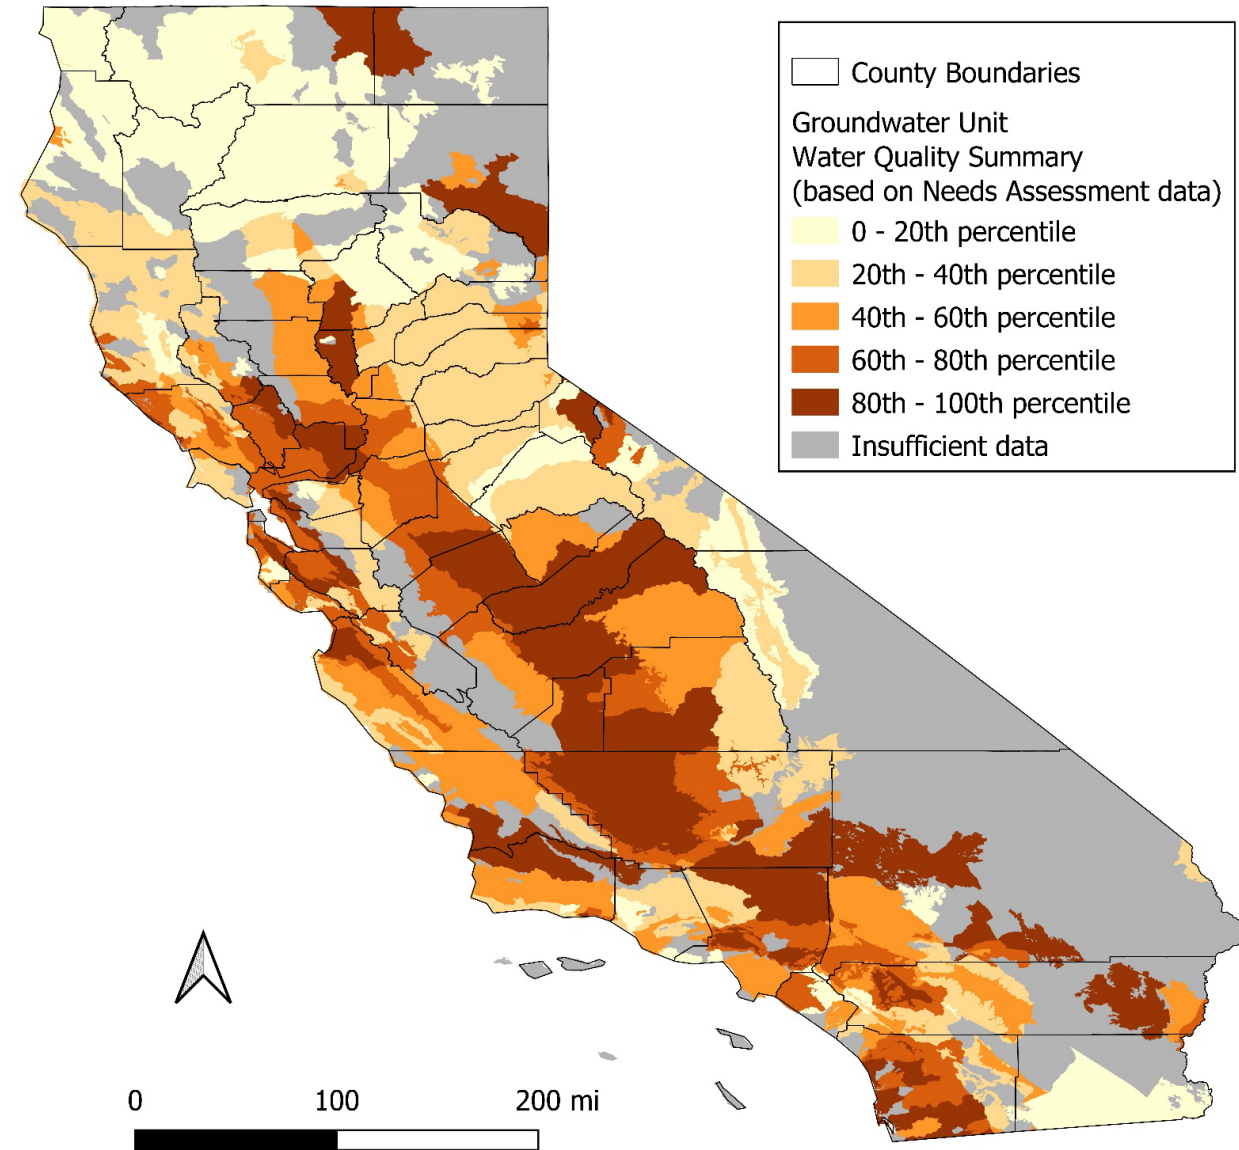 County Boundaries
Groundwater Unit
Water Quality Summary
(based on Needs Assessment data)
0 - 20th percentile
20th - 40th percentile
40th - 60th percentile
60th - 80th percentile
80th - 100th percentile
Insufficient data
0 100 200 mi